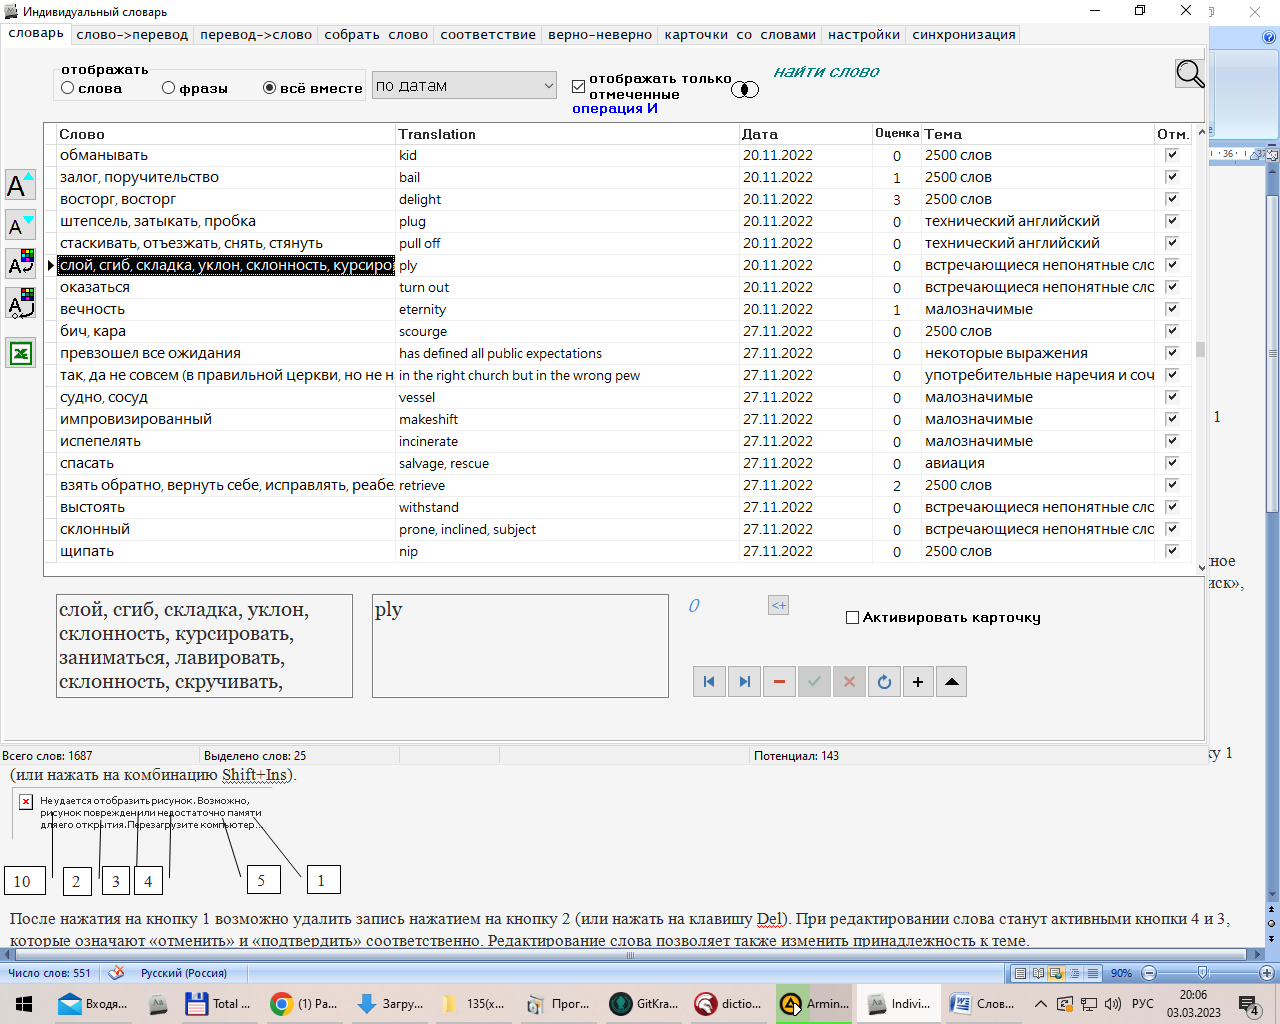 Индивидуальный словарь
словарь слово->перевод перевод->слово собрать слово соответствие верно-неверно карточки со словами настройки синхронизация
отображать
слова фразы всё вместе
по датам
отображать только отмеченные
операция И
найти слово
Слово Translation Дата Оценка Тема Отм.
обманывать kid 20.11.2022 0 2500 слов
залог, поручительство bail 20.11.2022 1 2500 слов
восторг, восторг delight 20.11.2022 3 2500 слов
штепсель, затыкать, пробка plug 20.11.2022 0 технический английский
стаскивать, отъезжать, снять, стянуть pull off 20.11.2022 0 технический английский
слой, сгиб, складка, уклон, склонность, курсиро ply 20.11.2022 0 встречающиеся непонятные сло
оказаться turn out 20.11.2022 0 встречающиеся непонятные сло
вечность eternity 20.11.2022 1 малозначимые
бич, кара scourge 27.11.2022 0 2500 слов
превзошел все ожидания has defined all public expectations 27.11.2022 0 некоторые выражения
так, да не совсем (в правильной церкви, но не н in the right church but in the wrong pew 27.11.2022 0 употребительные наречия и соч
судно, сосуд vessel 27.11.2022 0 малозначимые
импровизированный makeshift 27.11.2022 0 малозначимые
испепелять incinerate 27.11.2022 0 малозначимые
спасать salvage, rescue 27.11.2022 0 авиация
взять обратно, вернуть себе, исправлять, реабе. retrieve 27.11.2022 2 2500 слов
выстоять withstand 27.11.2022 0 встречающиеся непонятные сло
склонный prone, inclined, subject 27.11.2022 0 встречающиеся непонятные сло
щипать nip 27.11.2022 0 2500 слов
слой, сгиб, складка, уклон,
склонность, курсировать,
заниматься, лавировать,
склонность, скручивать,
ply
0
<+
Активировать карточку
Всего слов: 1687 Выделено слов: 25 Потенциал: 143
36
1
ное
иск»,
ку 1
(или нажать на комбинацию Shift+Ins).
Не удается отобразить рисунок. Возможно,
рисунок поврежден или недостаточно памяти
для его открытия. Перезагрузите компьютер...
10 2 3 4 5 1
После нажатия на кнопку 1 возможно удалить запись нажатием на кнопку 2 (или нажать на клавишу Del). При редактировании слова станут активными кнопки 4 и 3,
которые означают «отменить» и «подтвердить» соответственно. Редактирование слова позволяет также изменить принадлежность к теме.
Число слов: 551 Русский (Россия) 90%
Входя... Total ... (1) Ра... Загру... 135(x... Прог... GitKra... dictio... Armin... Indivi... Слов... РУС 20:06
03.03.2023
4